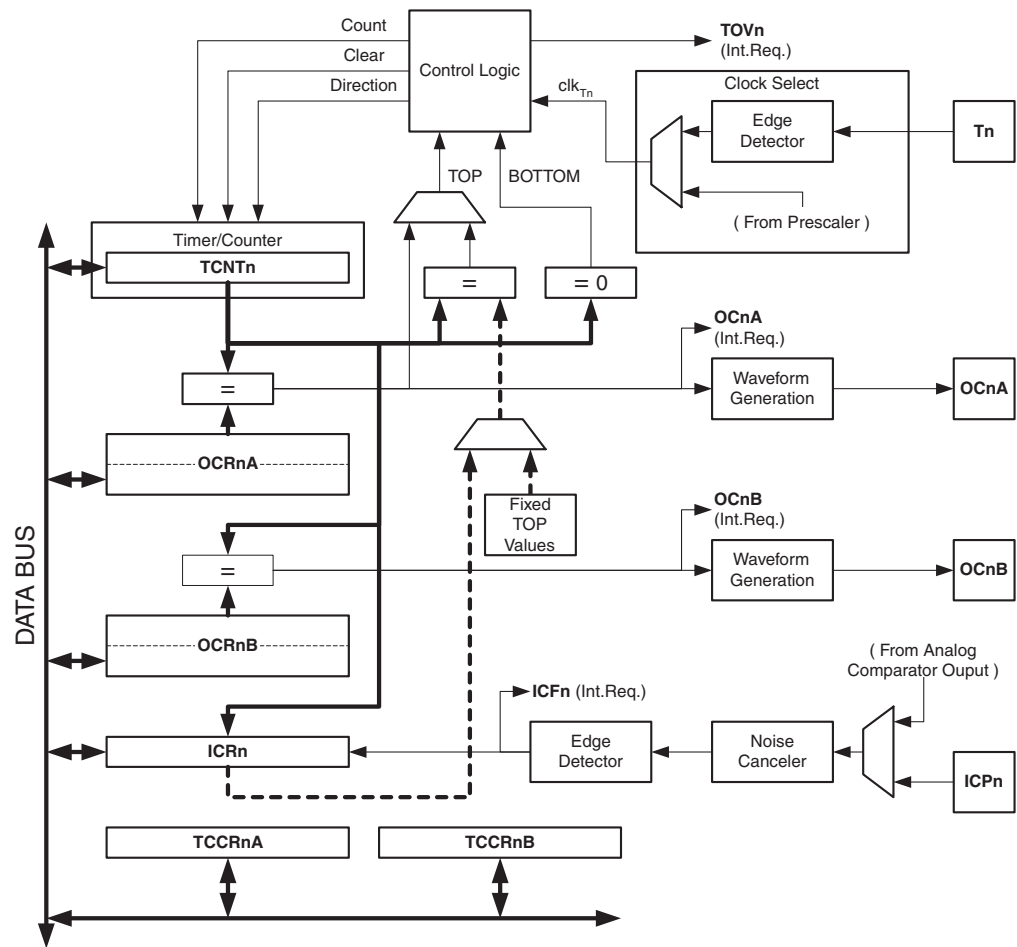 Count
Clear
Direction
Control Logic
TOVn
(Int.Req.)
clkTn
Clock Select
Edge
Detector
Tn
( From Prescaler )
TOP
BOTTOM
Timer/Counter
TCNTn
=
= 0
OCnA
(Int.Req.)
=
Waveform
Generation
OCnA
OCRnA
Fixed
TOP
Values
OCnB
(Int.Req.)
=
Waveform
Generation
OCnB
OCRnB
DATA BUS
( From Analog
Comparator Ouput )
ICFn (Int.Req.)
ICRn
Edge
Detector
Noise
Canceler
ICPn
TCCRnA
TCCRnB